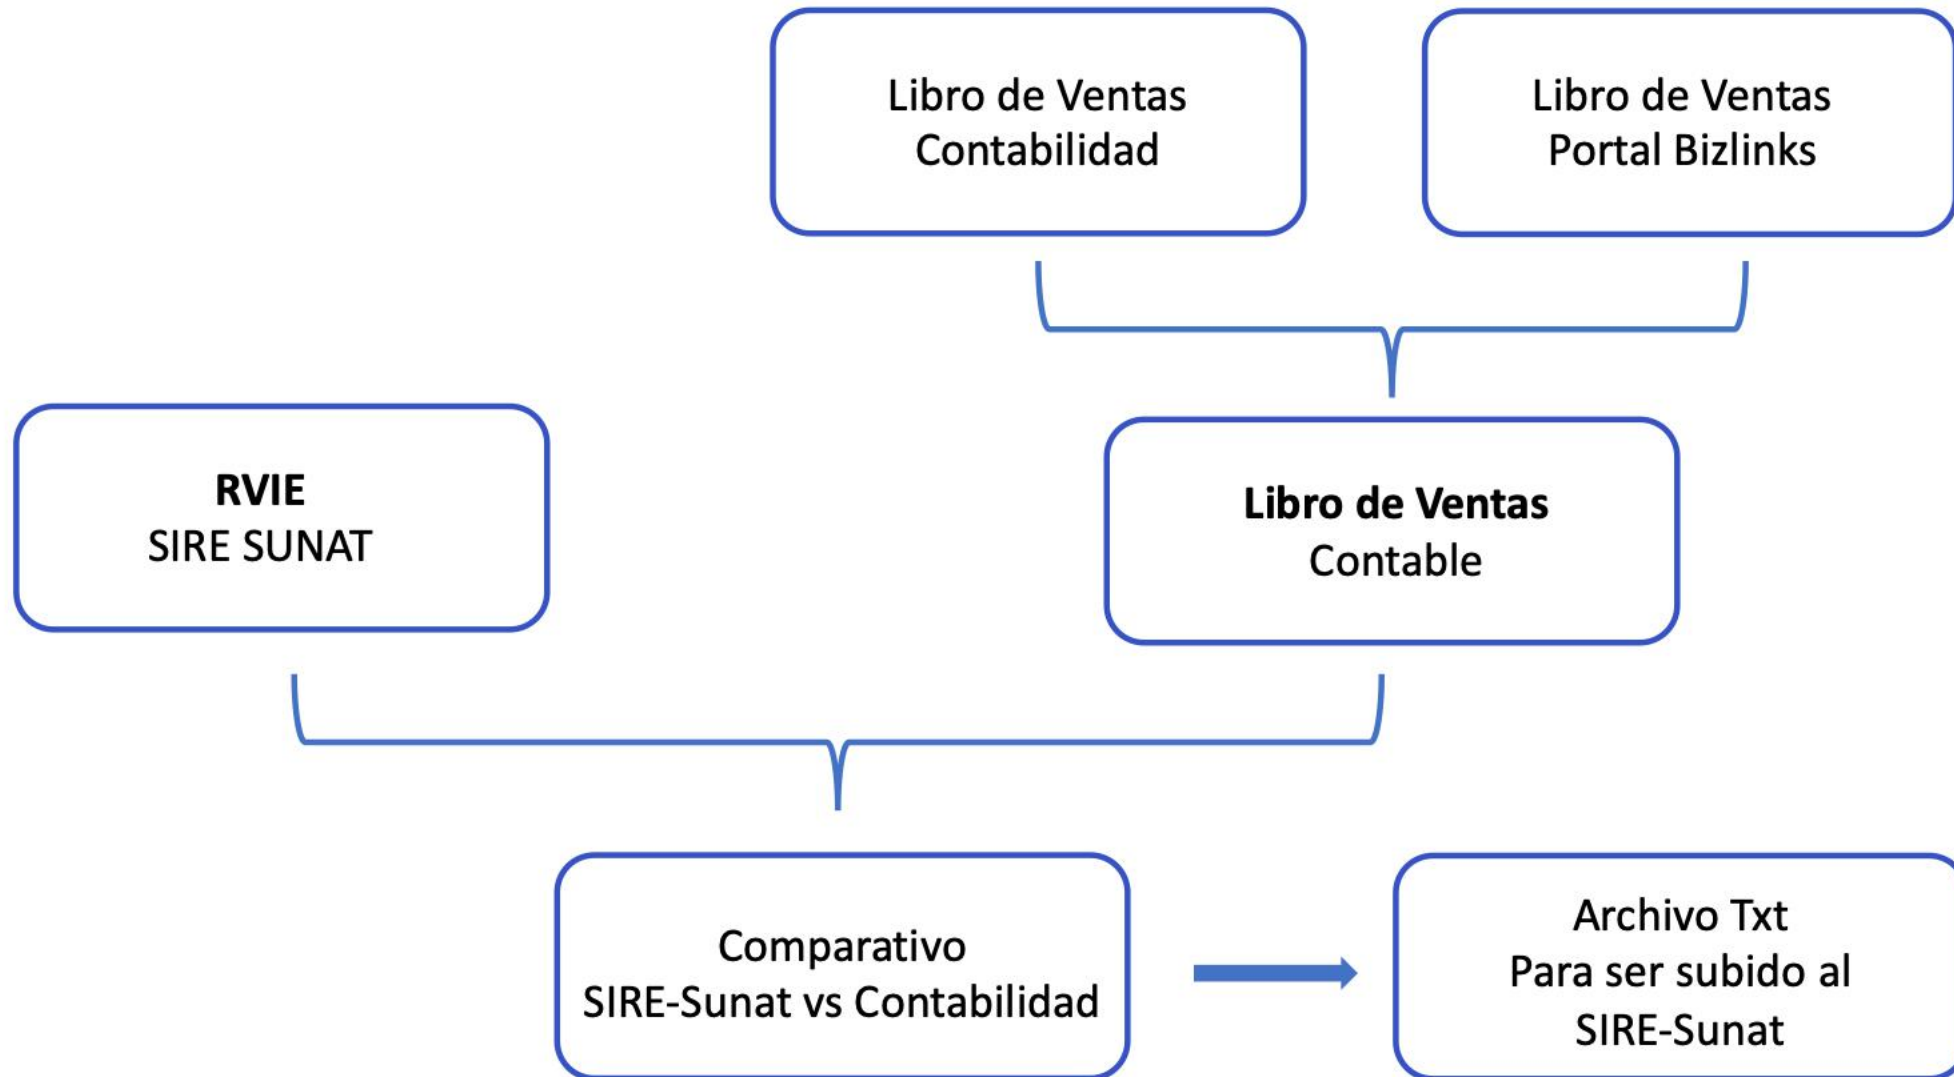 Libro de Ventas
Contabilidad
Libro de Ventas
Portal Bizlinks
RVIE
SIRE SUNAT
Libro de Ventas
Contable
Comparativo
SIRE-Sunat vs Contabilidad
Archivo Txt
Para ser subido al
SIRE-Sunat